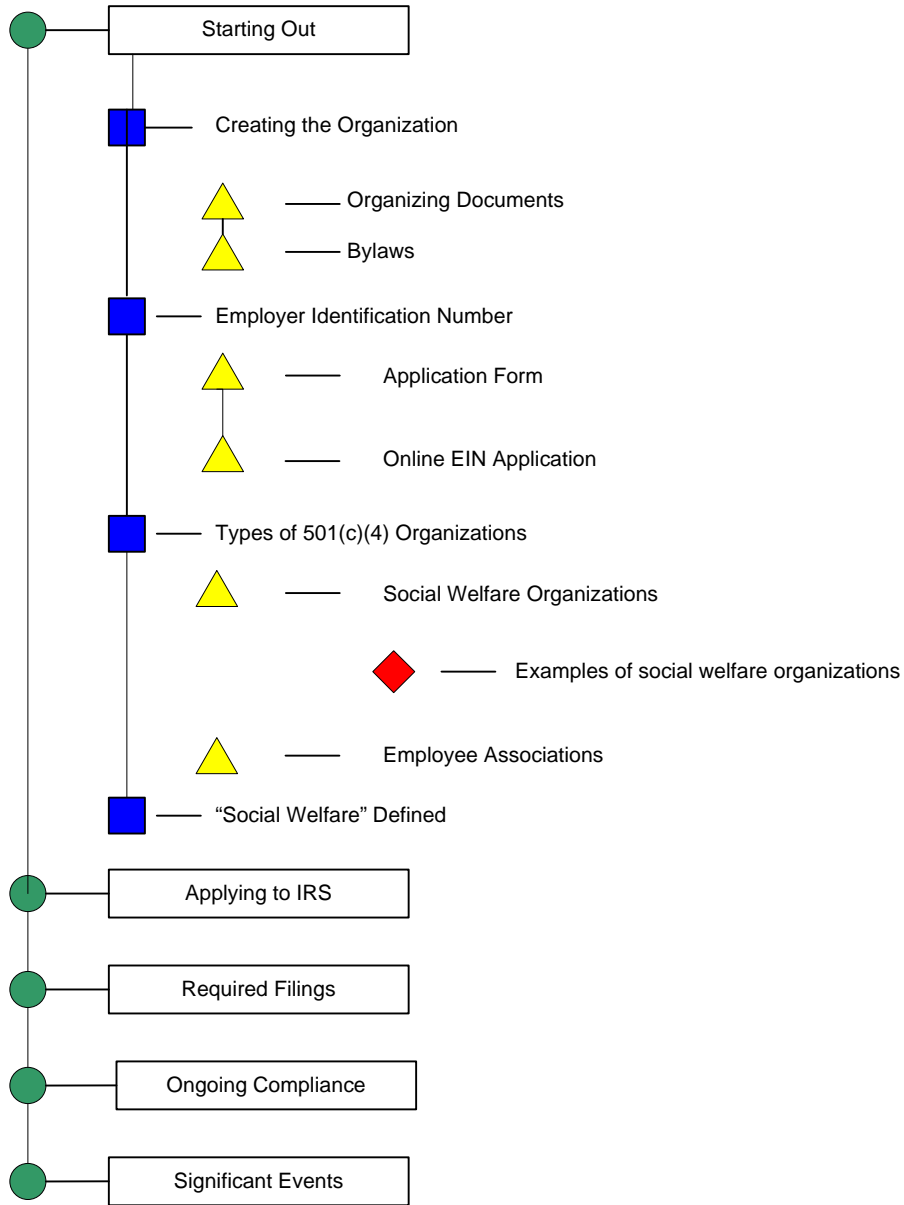 Starting Out
Creating the Organization
Organizing Documents
Bylaws
Employer Identification Number
Application Form
Online EIN Application
Types of 501(c)(4) Organizations
Social Welfare Organizations
Examples of social welfare organizations
Employee Associations
“Social Welfare” Defined
Applying to IRS
Required Filings
Ongoing Compliance
Significant Events